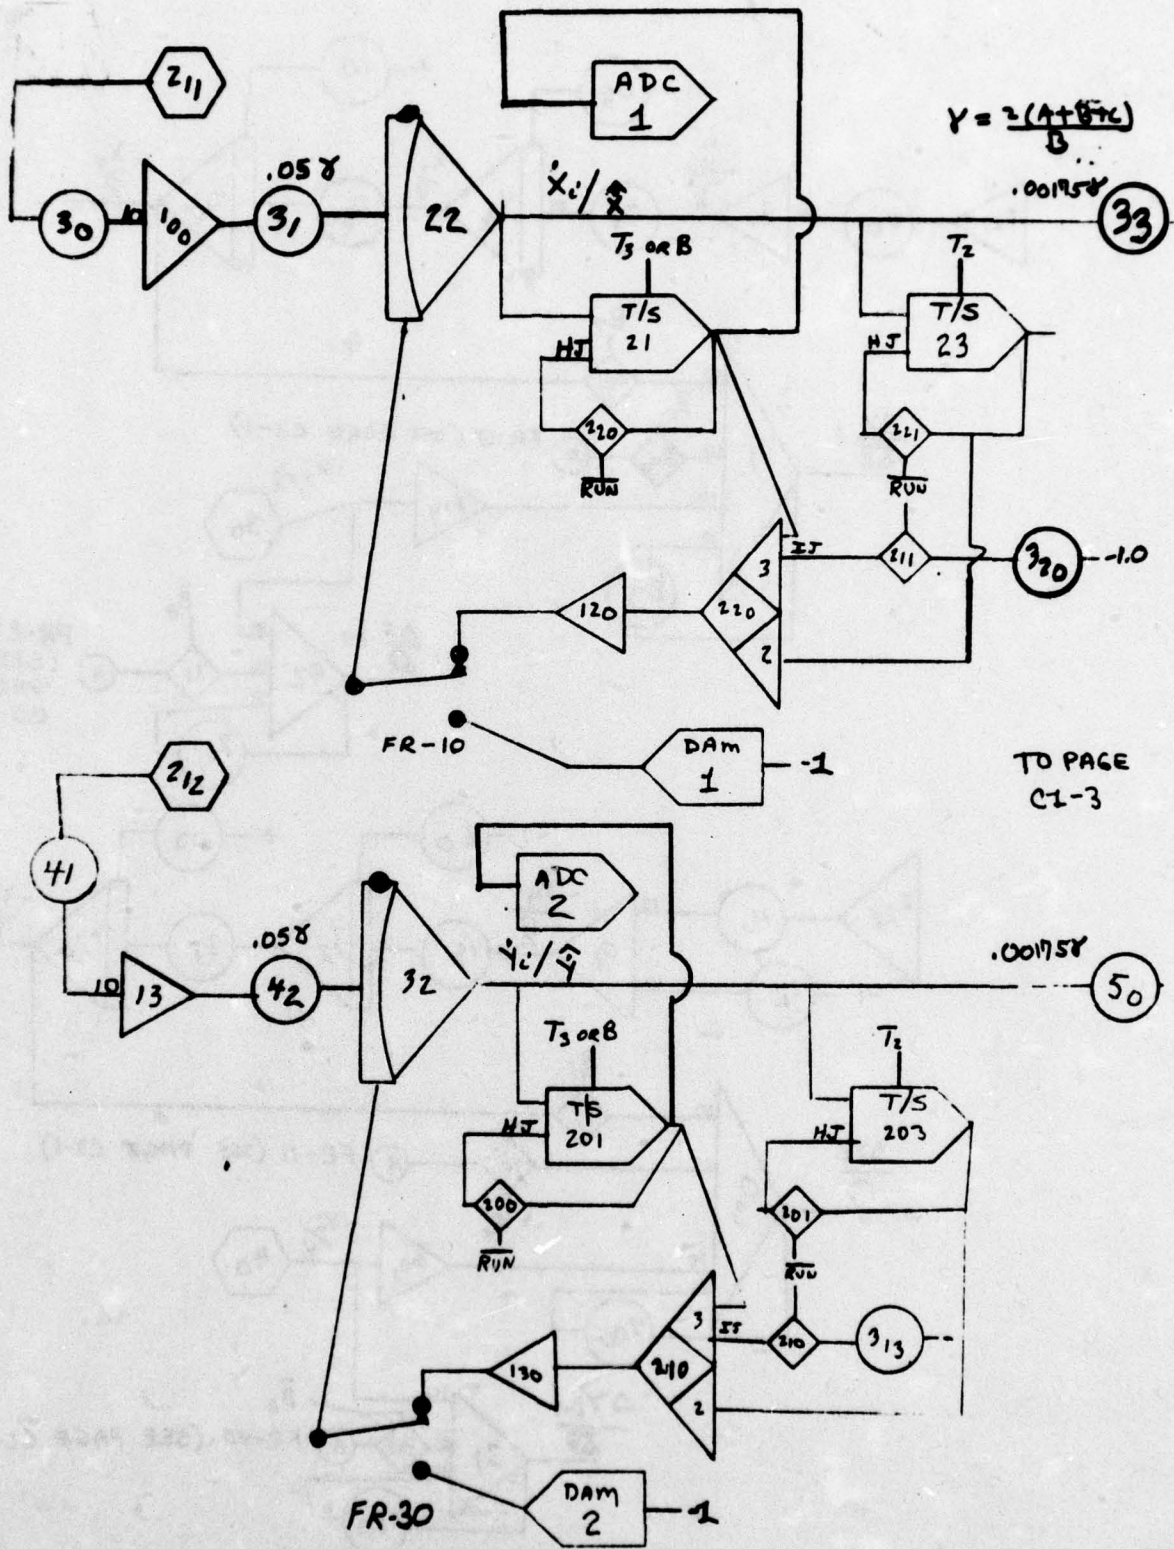 211
ADC
1
γ = 2(A+B+C)
B
.05γ
.00175γ
30
10
100
31
22
Ẋi/X̂
33
T3 OR B
T2
T/S
21
HJ
T/S
23
HJ
220
RUN
221
RUN
3
IJ
211
320
-1.0
120
220
2
FR-10
DAM
1
-1
TO PAGE
C1-3
212
41
ADC
2
.05γ
.00175γ
10
13
42
32
Ẏi/Ŷ
50
T3 OR B
T2
T/S
201
HJ
T/S
203
HJ
200
RUN
201
RUN
3
IJ
210
313
-
130
210
2
FR-30
DAM
2
-1